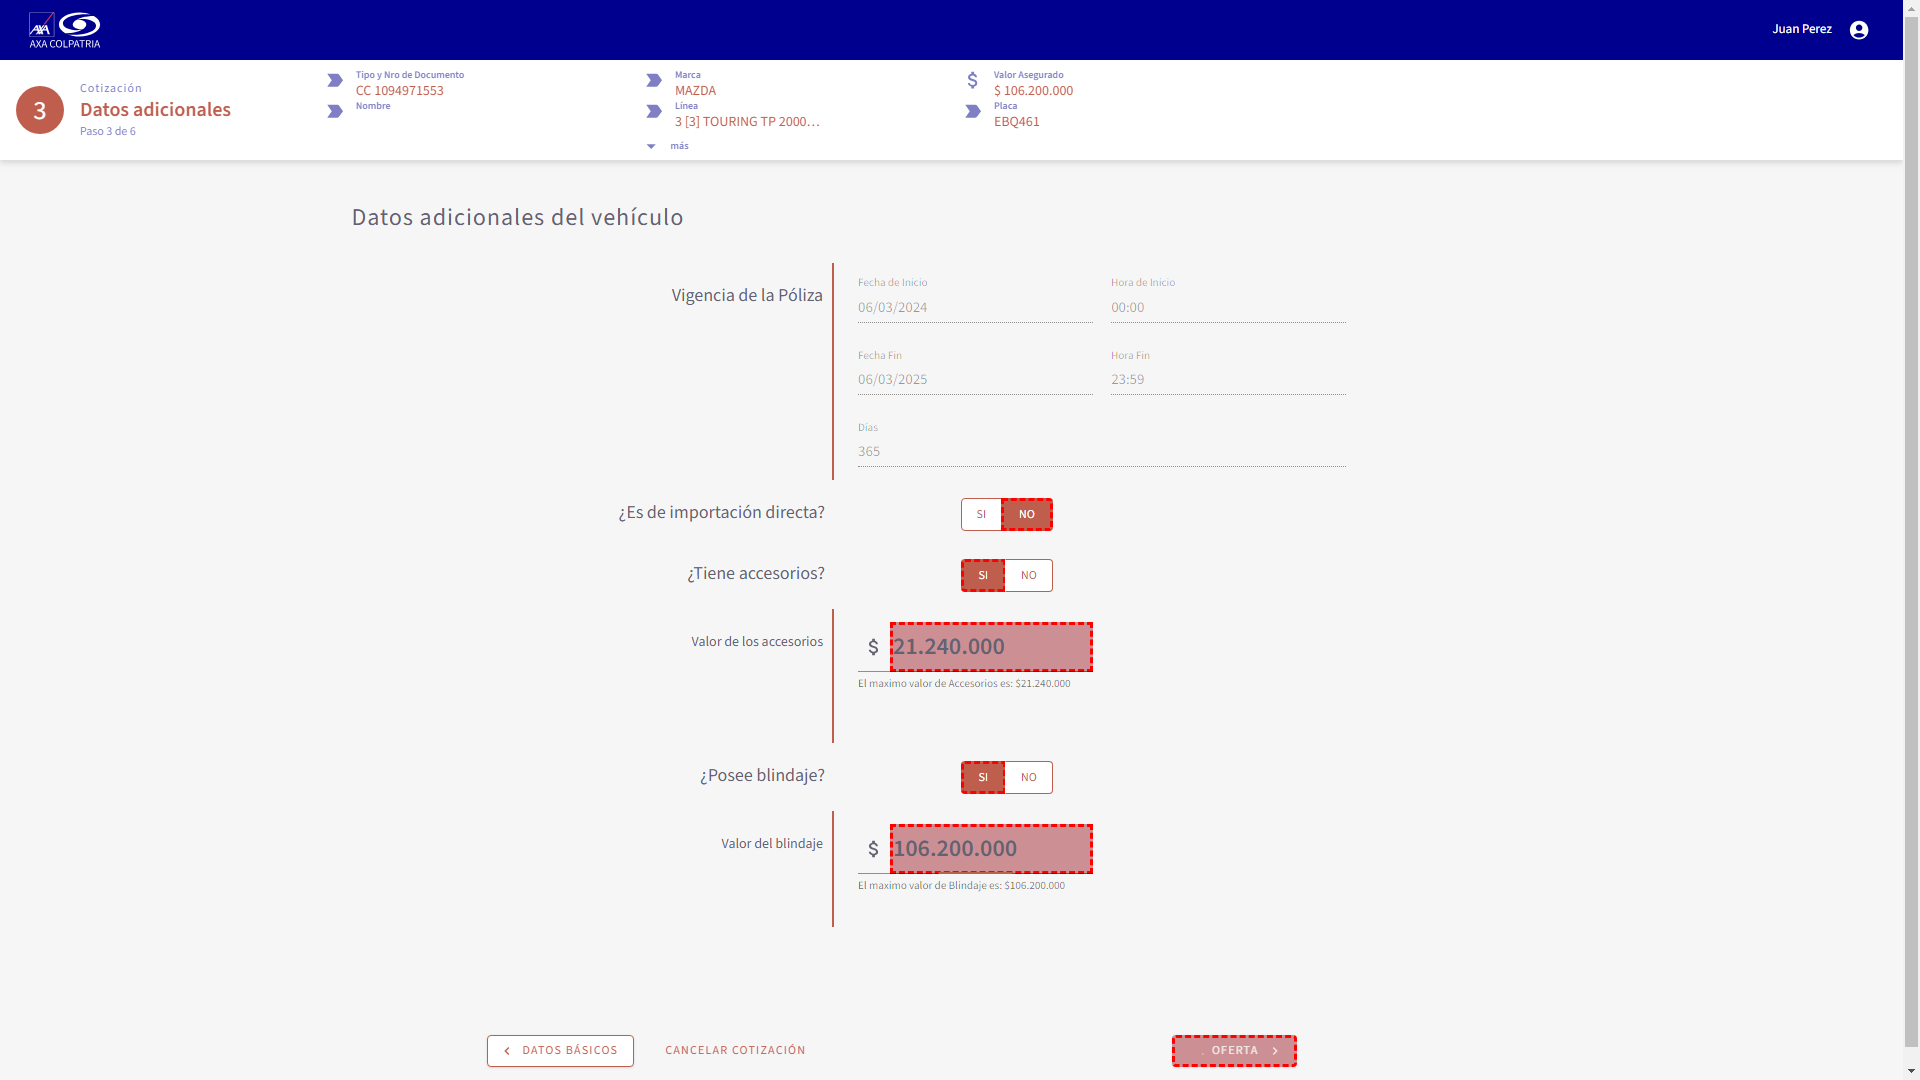 AXA
AXA COLPATRIA
Juan Perez
3
Cotización
Datos adicionales
Paso 3 de 6
Tipo y Nro de Documento
CC 1094971553
Nombre
Marca
MAZDA
Línea
3 [3] TOURING TP 2000...
más
$
Valor Asegurado
$ 106.200.000
Placa
EBQ461
Datos adicionales del vehículo
Vigencia de la Póliza
Fecha de Inicio
06/03/2024
Hora de Inicio
00:00
Fecha Fin
06/03/2025
Hora Fin
23:59
Días
365
¿Es de importación directa?
SI NO
¿Tiene accesorios?
SI NO
Valor de los accesorios
$ 21.240.000
El maximo valor de Accesorios es: $21.240.000
¿Posee blindaje?
SI NO
Valor del blindaje
$ 106.200.000
El maximo valor de Blindaje es: $106.200.000
DATOS BÁSICOS
CANCELAR COTIZACIÓN
OFERTA